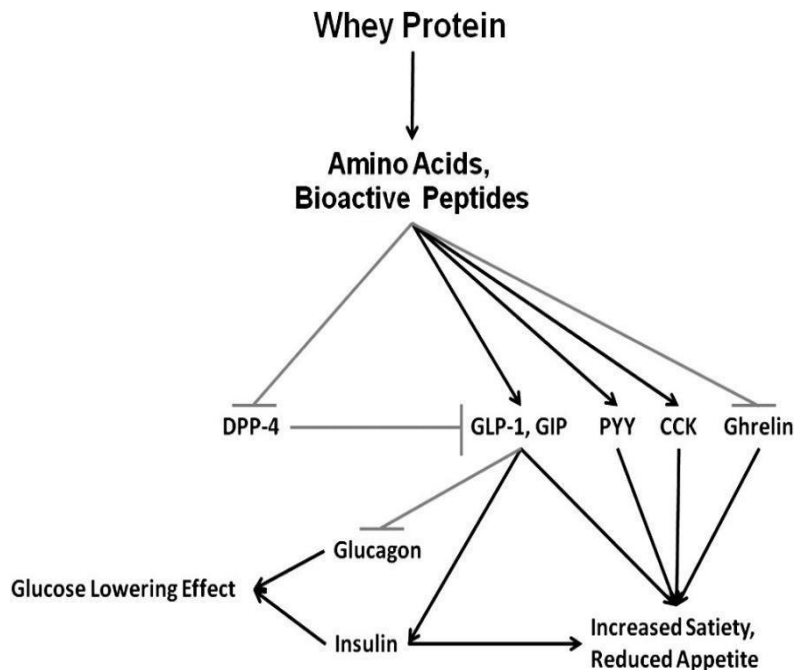 Whey Protein
Amino Acids,
Bioactive Peptides
DPP-4
GLP-1, GIP
PYY
CCK
Ghrelin
Glucagon
Glucose Lowering Effect
Insulin
Increased Satiety,
Reduced Appetite